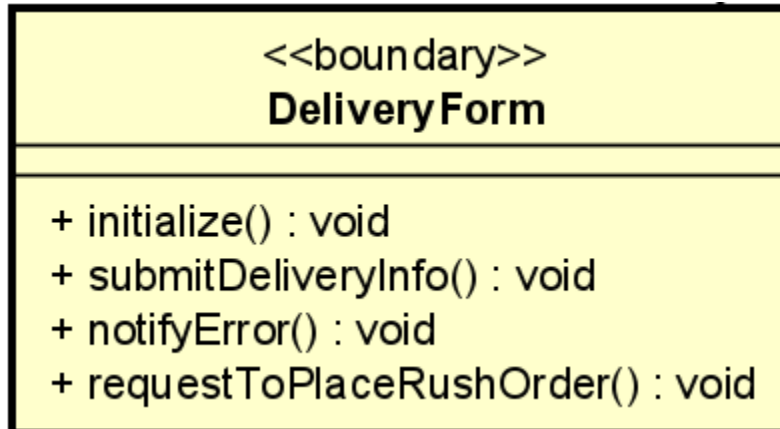 <<boundary>>
DeliveryForm
+ initialize() : void
+ submitDeliveryInfo() : void
+ notifyError() : void
+ requestToPlaceRushOrder() : void